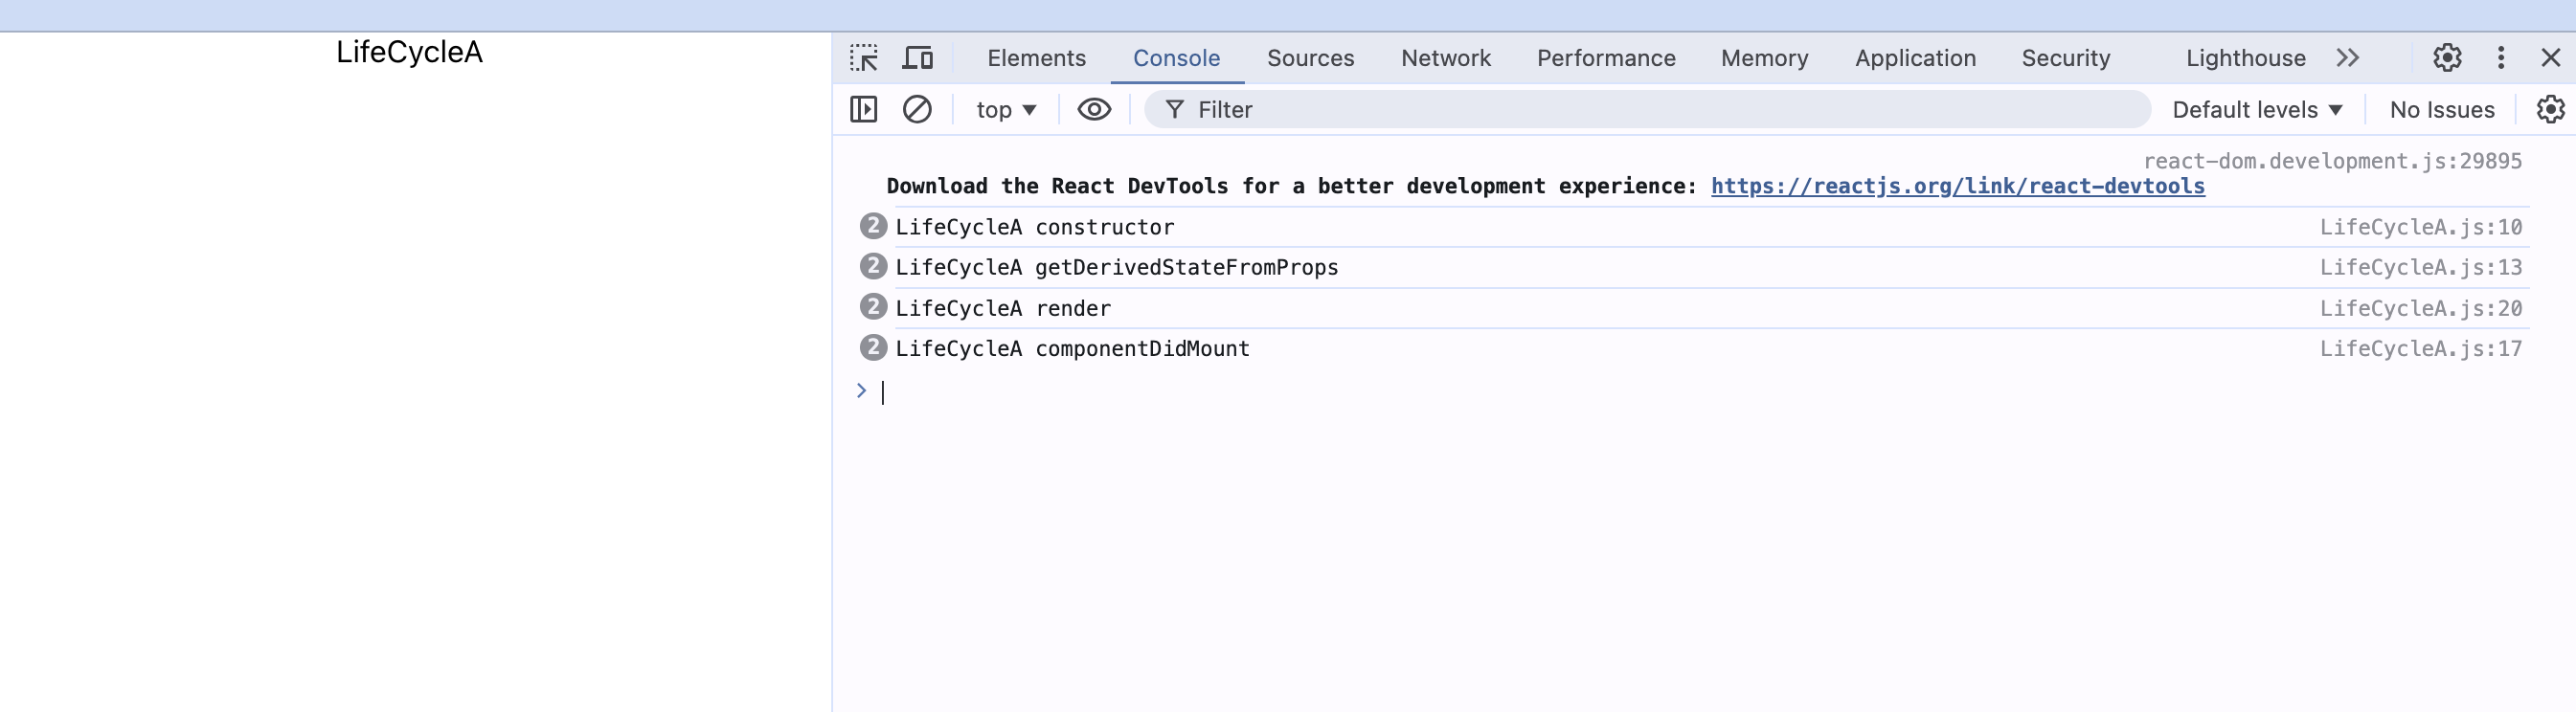 LifeCycleA
Elements Console Sources Network Performance Memory Application Security Lighthouse
top Filter Default levels No Issues
react-dom.development.js:29895
Download the React DevTools for a better development experience: https://reactjs.org/link/react-devtools
2 LifeCycleA constructor LifeCycleA.js:10
2 LifeCycleA getDerivedStateFromProps LifeCycleA.js:13
2 LifeCycleA render LifeCycleA.js:20
2 LifeCycleA componentDidMount LifeCycleA.js:17